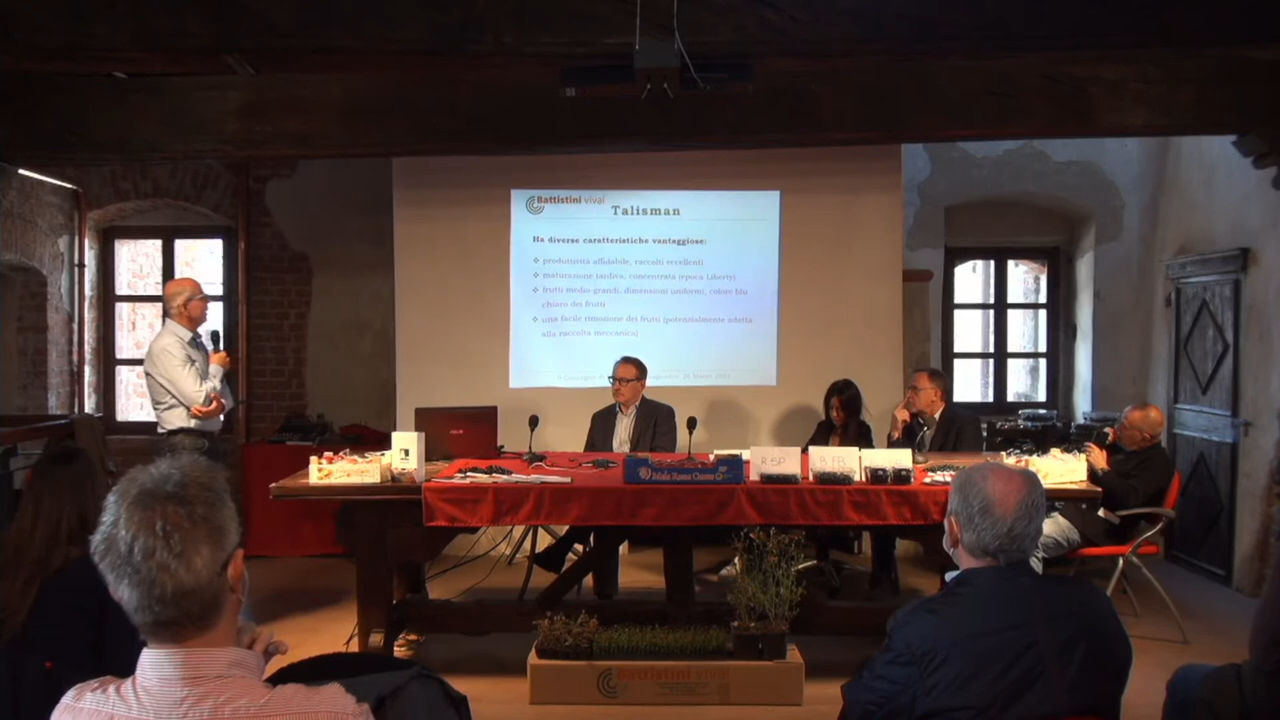 Battistini vivai
Talisman
Ha diverse caratteristiche vantaggiose:
produttività affidabile, raccolti eccellenti
maturazione tardiva, concentrata (epoca Liberty)
frutti medio-grandi, dimensioni uniformi, colore blu
chiaro dei frutti
una facile rimozione dei frutti (potenzialmente adatta
alla raccolta meccanica)
Battistini vivai